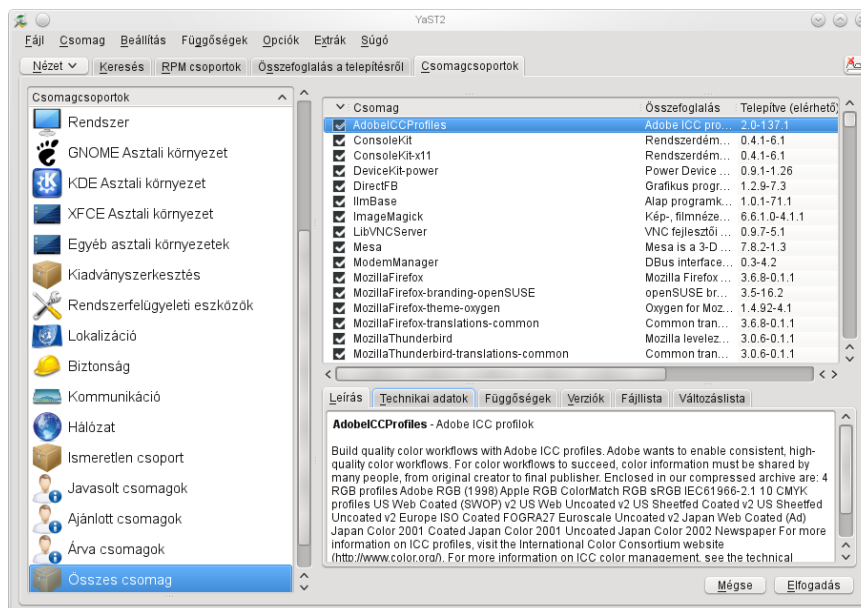 YaST2
Fájl Csomag Beállítás Függőségek Opciók Extrák Súgó
Nézet Keresés RPM csoportok Összefoglalás a telepítésről Csomagcsoportok
Csomagcsoportok
Rendszer
GNOME Asztali környezet
KDE Asztali környezet
XFCE Asztali környezet
Egyéb asztali környezetek
Kiadványszerkesztés
Rendszerfelügyeleti eszközök
Lokalizáció
Biztonság
Kommunikáció
Hálózat
Ismeretlen csoport
Javasolt csomagok
Ajánlott csomagok
Árva csomagok
Összes csomag
Csomag Összefoglalás Telepítve (elérhető)
AdobeICCProfiles Adobe ICC pro... 2.0-137.1
ConsoleKit Rendszerdém... 0.4.1-6.1
ConsoleKit-x11 Rendszerdém... 0.4.1-6.1
DeviceKit-power Power Device ... 0.9.1-1.26
DirectFB Grafikus progr... 1.2.9-7.3
IlmBase Alap programk... 1.0.1-71.1
ImageMagick Kép-, filmnéze... 6.6.1.0-4.1.1
LibVNCServer VNC fejlesztői ... 0.9.7-5.1
Mesa Mesa is a 3-D ... 7.8.2-1.3
ModemManager DBus interface... 0.3-4.2
MozillaFirefox Mozilla Firefox ... 3.6.8-0.1.1
MozillaFirefox-branding-openSUSE openSUSE br... 3.5-16.2
MozillaFirefox-theme-oxygen Oxygen for Moz... 1.4.92-4.1
MozillaFirefox-translations-common Common tran... 3.6.8-0.1.1
MozillaThunderbird Mozilla levelez... 3.0.6-0.1.1
MozillaThunderbird-translations-common Common tran... 3.0.6-0.1.1
Leírás Technikai adatok Függőségek Verziók Fájllista Változáslista
AdobeICCProfiles - Adobe ICC profilok
Build quality color workflows with Adobe ICC profiles. Adobe wants to enable consistent, high-
quality color workflows. For color workflows to succeed, color information must be shared by
many people, from original creator to final publisher. Enclosed in our compressed archive are: 4
RGB profiles Adobe RGB (1998) Apple RGB ColorMatch RGB sRGB IEC61966-2.1 10 CMYK
profiles US Web Coated (SWOP) v2 US Web Uncoated v2 US Sheetfed Coated v2 US Sheetfed
Uncoated v2 Europe ISO Coated FOGRA27 Euroscale Uncoated v2 Japan Web Coated (Ad)
Japan Color 2001 Coated Japan Color 2001 Uncoated Japan Color 2002 Newspaper For more
information on ICC profiles, visit the International Color Consortium website
(http://www.color.org/). For more information on ICC color management, see the technical
Mégse Elfogadás